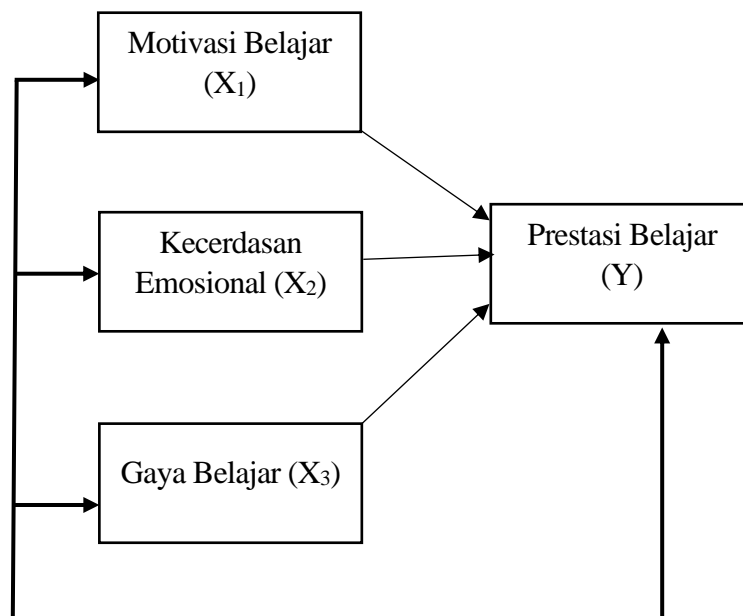 Motivasi Belajar
(X₁)
Kecerdasan
Emosional (X₂)
Prestasi Belajar
(Y)
Gaya Belajar (X₃)